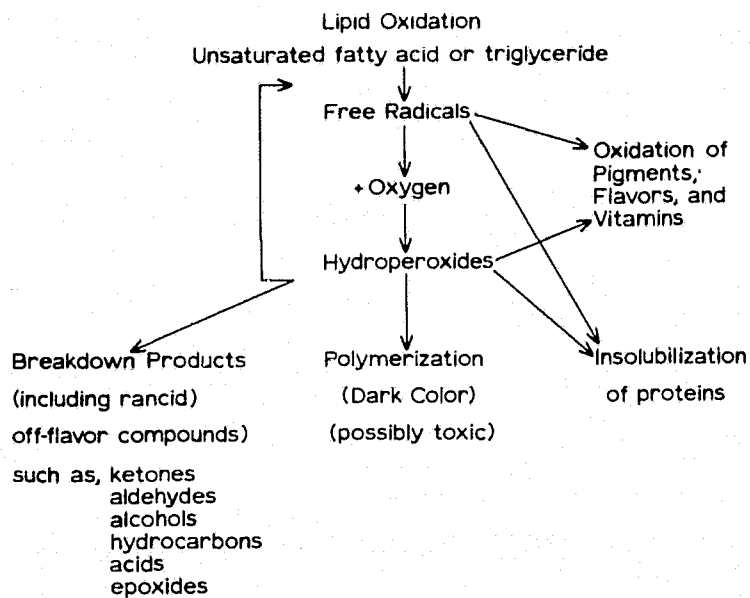 Lipid Oxidation
Unsaturated fatty acid or triglyceride
Free Radicals
+ Oxygen
Hydroperoxides
Oxidation of
Pigments,
Flavors, and
Vitamins
Breakdown Products
(including rancid)
off-flavor compounds)
such as, ketones
aldehydes
alcohols
hydrocarbons
acids
epoxides
Polymerization
(Dark Color)
(possibly toxic)
Insolubilization
of proteins